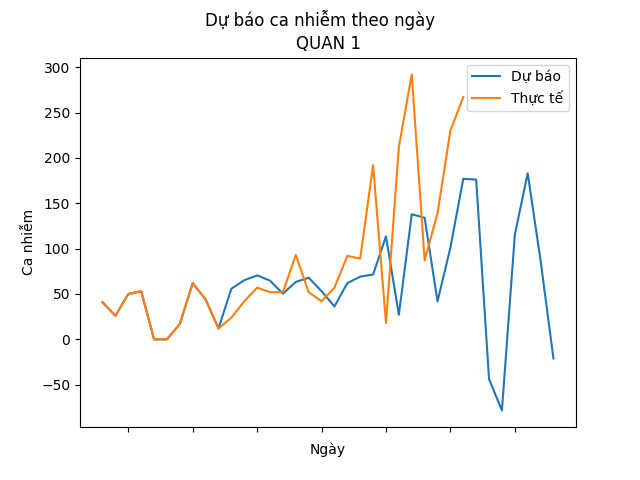 Dự báo ca nhiễm theo ngày
QUAN 1
300
250
200
150
100
50
0
−50
Ca nhiễm
Ngày
Dự báo
Thực tế